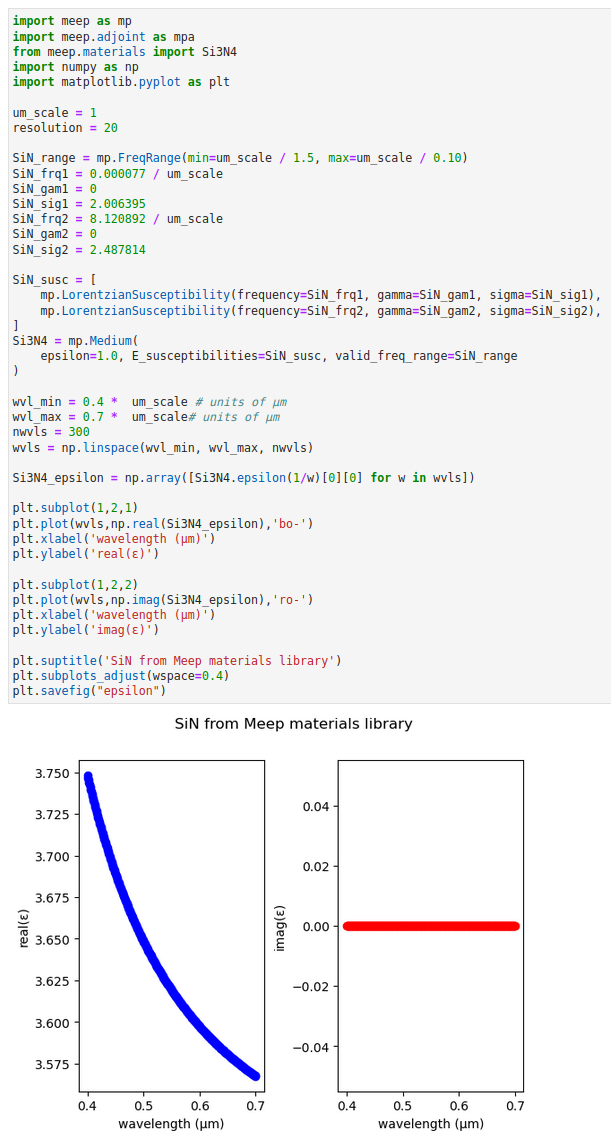 import meep as mp
import meep.adjoint as mpa
from meep.materials import Si3N4
import numpy as np
import matplotlib.pyplot as plt

um_scale = 1
resolution = 20

SiN_range = mp.FreqRange(min=um_scale / 1.5, max=um_scale / 0.10)
SiN_frq1 = 0.000077 / um_scale
SiN_gam1 = 0
SiN_sig1 = 2.006395
SiN_frq2 = 8.120892 / um_scale
SiN_gam2 = 0
SiN_sig2 = 2.487814

SiN_susc = [
    mp.LorentzianSusceptibility(frequency=SiN_frq1, gamma=SiN_gam1, sigma=SiN_sig1),
    mp.LorentzianSusceptibility(frequency=SiN_frq2, gamma=SiN_gam2, sigma=SiN_sig2),
]
Si3N4 = mp.Medium(
    epsilon=1.0, E_susceptibilities=SiN_susc, valid_freq_range=SiN_range
)

wvl_min = 0.4 *  um_scale # units of μm
wvl_max = 0.7 *  um_scale# units of μm
nwvls = 300
wvls = np.linspace(wvl_min, wvl_max, nwvls)

Si3N4_epsilon = np.array([Si3N4.epsilon(1/w)[0][0] for w in wvls])

plt.subplot(1,2,1)
plt.plot(wvls,np.real(Si3N4_epsilon),'bo-')
plt.xlabel('wavelength (μm)')
plt.ylabel('real(ε)')

plt.subplot(1,2,2)
plt.plot(wvls,np.imag(Si3N4_epsilon),'ro-')
plt.xlabel('wavelength (μm)')
plt.ylabel('imag(ε)')

plt.suptitle('SiN from Meep materials library')
plt.subplots_adjust(wspace=0.4)
plt.savefig("epsilon")
SiN from Meep materials library
real(ε)
3.750
3.725
3.700
3.675
3.650
3.625
3.600
3.575
0.4 0.5 0.6 0.7
wavelength (μm)
imag(ε)
0.04
0.02
0.00
−0.02
−0.04
0.4 0.5 0.6 0.7
wavelength (μm)